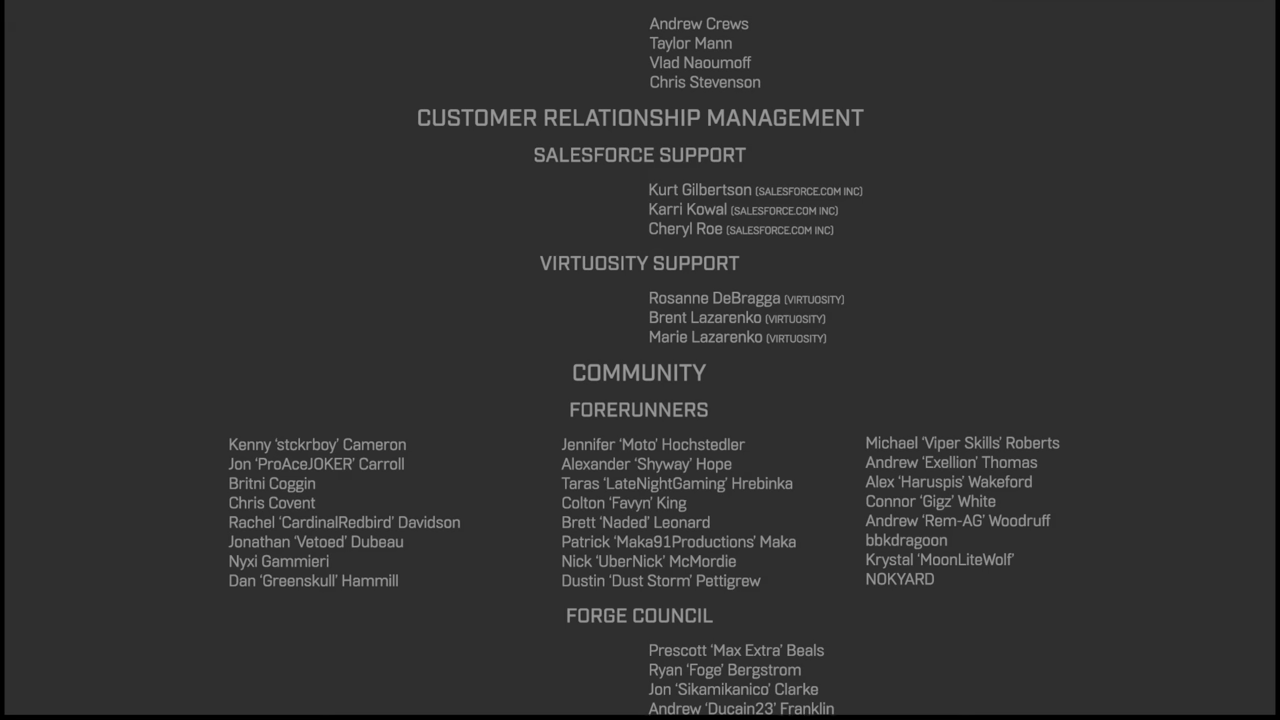 Andrew Crews
Taylor Mann
Vlad Naoumoff
Chris Stevenson
CUSTOMER RELATIONSHIP MANAGEMENT
SALESFORCE SUPPORT
Kurt Gilbertson (SALESFORCE.COM INC)
Karri Kowal (SALESFORCE.COM INC)
Cheryl Roe (SALESFORCE.COM INC)
VIRTUOSITY SUPPORT
Rosanne DeBragga (VIRTUOSITY)
Brent Lazarenko (VIRTUOSITY)
Marie Lazarenko (VIRTUOSITY)
COMMUNITY
FORERUNNERS
Kenny ‘stckrboy’ Cameron
Jon ‘ProAceJOKER’ Carroll
Britni Coggin
Chris Covent
Rachel ‘CardinalRedbird’ Davidson
Jonathan ‘Vetoed’ Dubeau
Nyxi Gammieri
Dan ‘Greenskull’ Hammill
Jennifer ‘Moto’ Hochstedler
Alexander ‘Shyway’ Hope
Taras ‘LateNightGaming’ Hrebinka
Colton ‘Favyn’ King
Brett ‘Naded’ Leonard
Patrick ‘Maka91Productions’ Maka
Nick ‘UberNick’ McMordie
Dustin ‘Dust Storm’ Pettigrew
Michael ‘Viper Skills’ Roberts
Andrew ‘Exellion’ Thomas
Alex ‘Haruspis’ Wakeford
Connor ‘Gigz’ White
Andrew ‘Rem-AG’ Woodruff
bbkdragoon
Krystal ‘MoonLiteWolf’
NOKYARD
FORGE COUNCIL
Prescott ‘Max Extra’ Beals
Ryan ‘Foge’ Bergstrom
Jon ‘Sikamikanico’ Clarke
Andrew ‘Ducain23’ Franklin